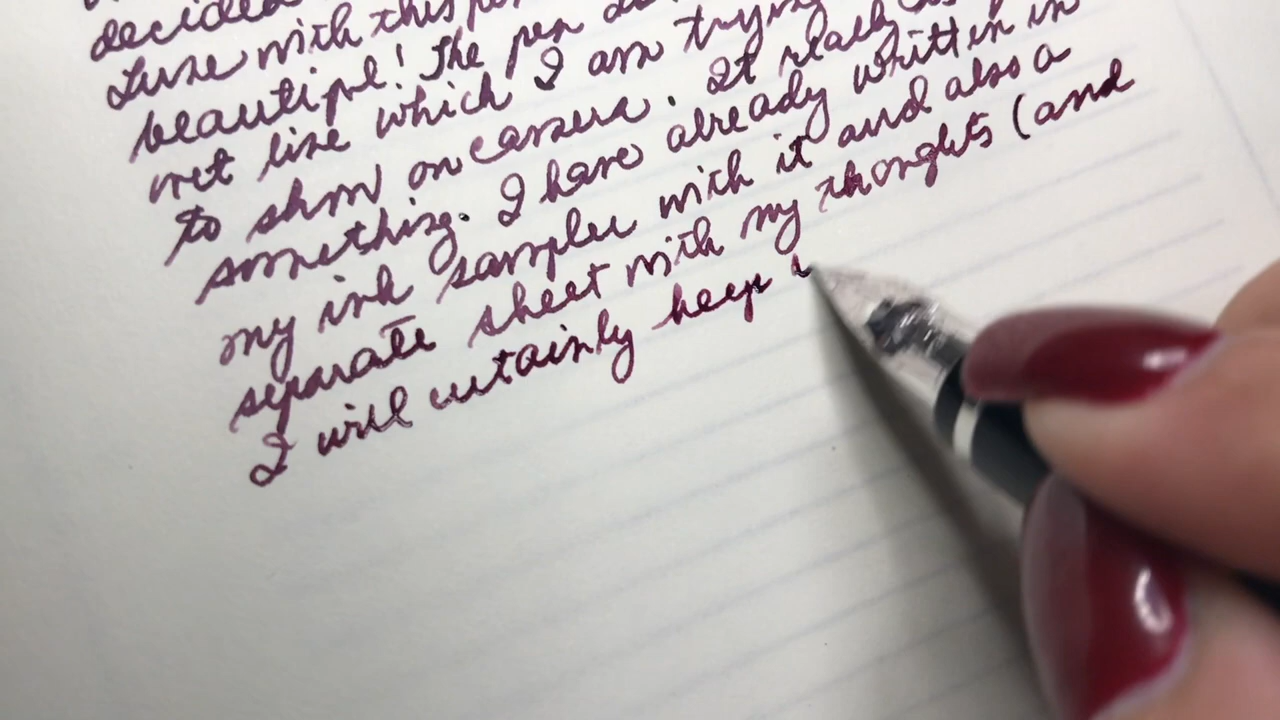 decided
Luse with this pen
beautiful! The pen
wet line which I am trying
to show on camera. It really
something. I have already written in
my ink sampler with it and also a
separate sheet with my thoughts (and
I will certainly keep